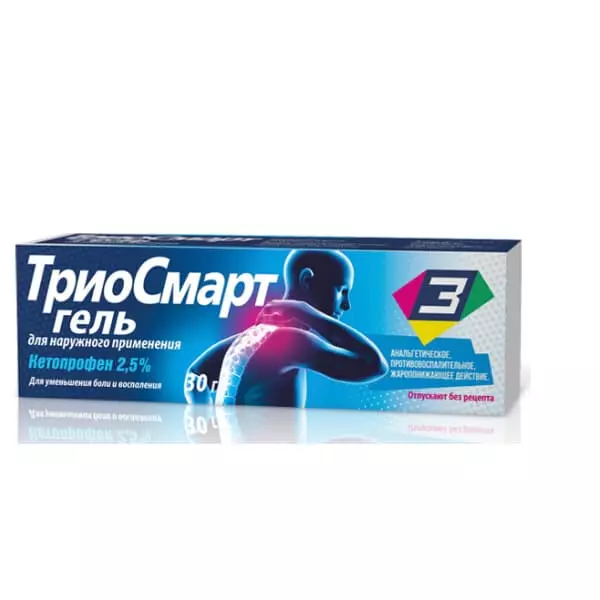 ТриоСмарт
гель
для наружного применения
Кетопрофен 2,5%
Для уменьшения боли и воспаления
30 г
3
АНАЛЬГЕТИЧЕСКОЕ,
ПРОТИВОВОСПАЛИТЕЛЬНОЕ,
ЖАРОПОНИЖАЮЩЕЕ ДЕЙСТВИЕ.
Отпускают без рецепта